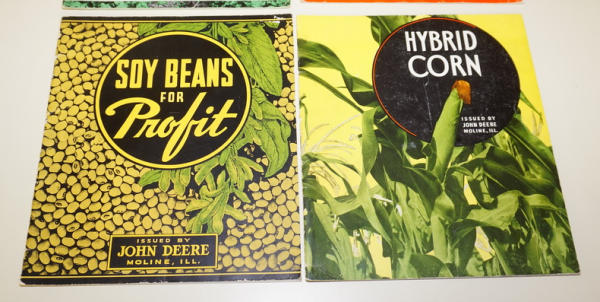 SOY BEANS
FOR
Profit
ISSUED BY
JOHN DEERE
MOLINE, ILL.
HYBRID
CORN
ISSUED BY
JOHN DEERE
MOLINE, ILL.